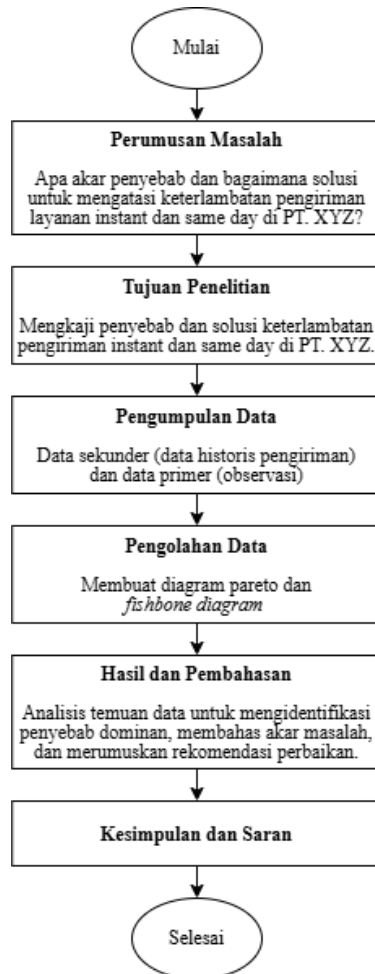 Mulai
Perumusan Masalah
Apa akar penyebab dan bagaimana solusi
untuk mengatasi keterlambatan pengiriman
layanan instant dan same day di PT. XYZ?
Tujuan Penelitian
Mengkaji penyebab dan solusi keterlambatan
pengiriman instant dan same day di PT. XYZ.
Pengumpulan Data
Data sekunder (data historis pengiriman)
dan data primer (observasi)
Pengolahan Data
Membuat diagram pareto dan
fishbone diagram
Hasil dan Pembahasan
Analisis temuan data untuk mengidentifikasi
penyebab dominan, membahas akar masalah,
dan merumuskan rekomendasi perbaikan.
Kesimpulan dan Saran
Selesai